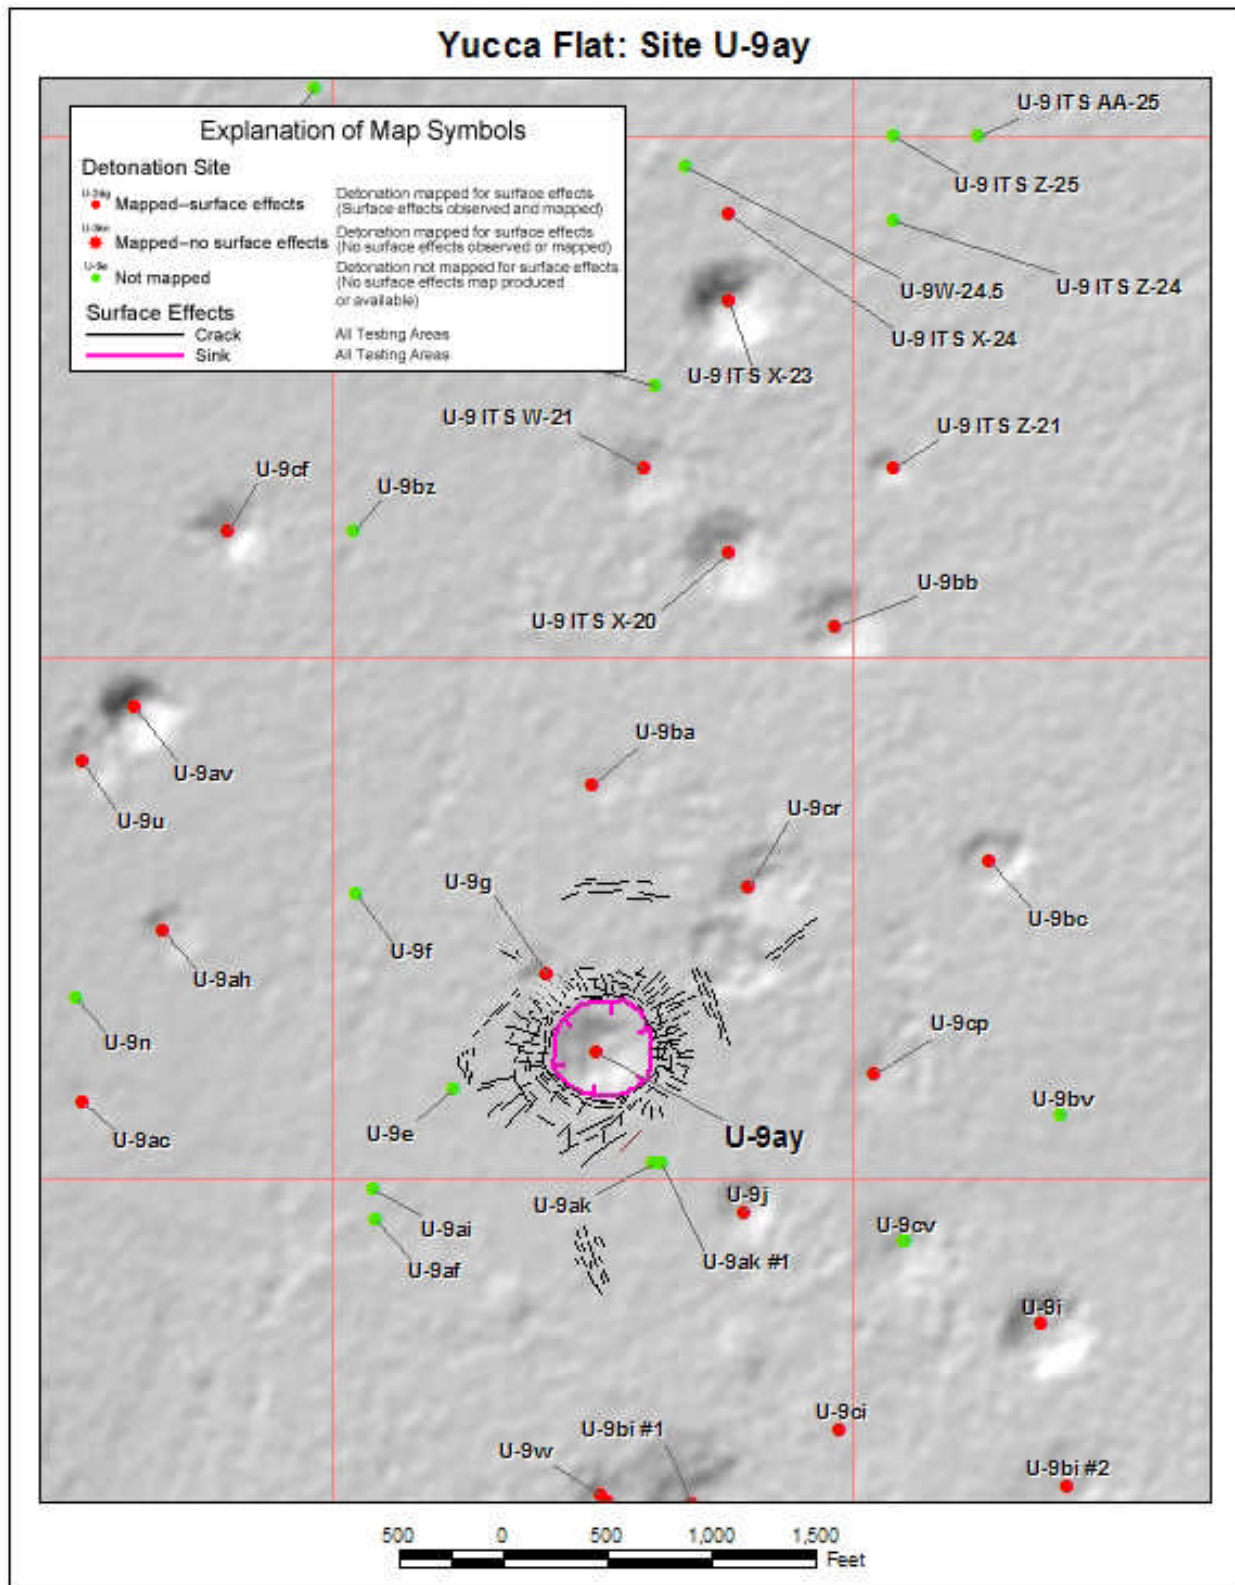 Yucca Flat: Site U-9ay
Explanation of Map Symbols
Detonation Site
Mapped–surface effects
Detonation mapped for surface effects
(Surface effects observed and mapped)
Mapped–no surface effects
Detonation mapped for surface effects
(No surface effects observed or mapped)
U-9e
Not mapped
Detonation not mapped for surface effects
(No surface effects map produced
or available)
Surface Effects
Crack
All Testing Areas
Sink
All Testing Areas
U-9 ITS AA-25
U-9 ITS Z-25
U-9 ITS Z-24
U-9W-24.5
U-9 ITS X-24
U-9 ITS X-23
U-9 ITS W-21
U-9 ITS Z-21
U-9cf
U-9bz
U-9bb
U-9 ITS X-20
U-9ba
U-9av
U-9u
U-9cr
U-9g
U-9bc
U-9f
U-9ah
U-9cp
U-9n
U-9bv
U-9ac
U-9e
U-9ay
U-9ak
U-9j
U-9ai
U-9cv
U-9ak #1
U-9af
U-9i
U-9ci
U-9bi #1
U-9w
U-9bi #2
500 0 500 1,000 1,500
Feet